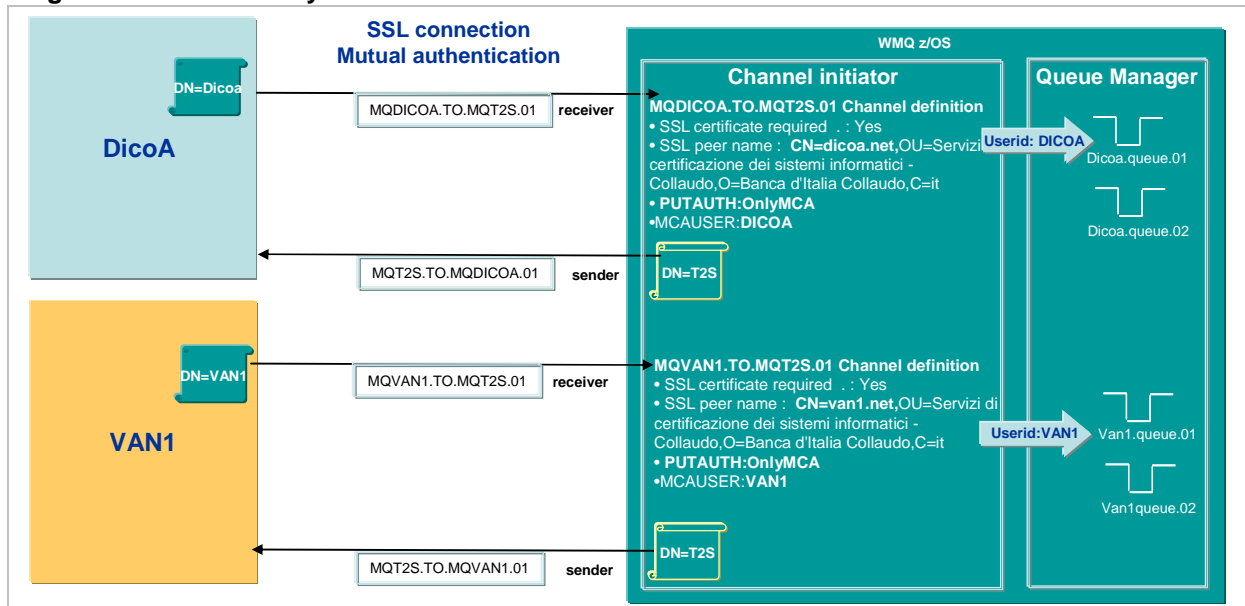 SSL connection
Mutual authentication
DN=Dicoa
DicoA
MQDICOA.TO.MQT2S.01
receiver
MQT2S.TO.MQDICOA.01
sender
DN=VAN1
VAN1
MQVAN1.TO.MQT2S.01
receiver
MQT2S.TO.MQVAN1.01
sender
WMQ z/OS
Channel initiator
MQDICOA.TO.MQT2S.01 Channel definition
• SSL certificate required . : Yes
• SSL peer name : CN=dicoa.net,OU=Servizi
certificazione dei sistemi informatici -
Collaudo,O=Banca d'Italia Collaudo,C=it
• PUTAUTH:OnlyMCA
•MCAUSER:DICOA
DN=T2S
MQVAN1.TO.MQT2S.01 Channel definition
• SSL certificate required . : Yes
• SSL peer name : CN=van1.net,OU=Servizi di
certificazione dei sistemi informatici -
Collaudo,O=Banca d'Italia Collaudo,C=it
• PUTAUTH:OnlyMCA
•MCAUSER:VAN1
DN=T2S
Userid: DICOA
Userid:VAN1
Queue Manager
Dicoa.queue.01
Dicoa.queue.02
Van1.queue.01
Van1queue.02